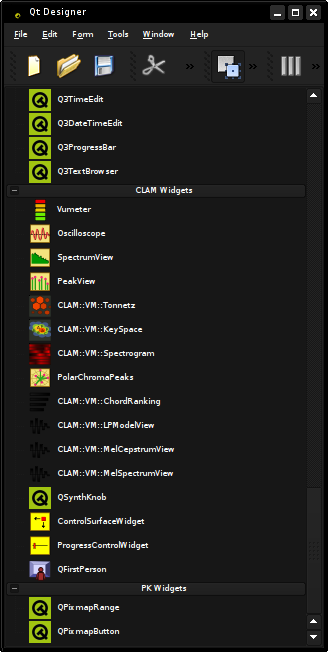 Qt Designer
File Edit Form Tools Window Help
Q3TimeEdit
Q3DateTimeEdit
Q3ProgressBar
Q3TextBrowser
CLAM Widgets
Vumeter
Oscilloscope
SpectrumView
PeakView
CLAM::VM::Tonnetz
CLAM::VM::KeySpace
CLAM::VM::Spectrogram
PolarChromaPeaks
CLAM::VM::ChordRanking
CLAM::VM::LPModelView
CLAM::VM::MelCepstrumView
CLAM::VM::MelSpectrumView
QSynthKnob
ControlSurfaceWidget
ProgressControlWidget
QFirstPerson
PK Widgets
QPixmapRange
QPixmapButton